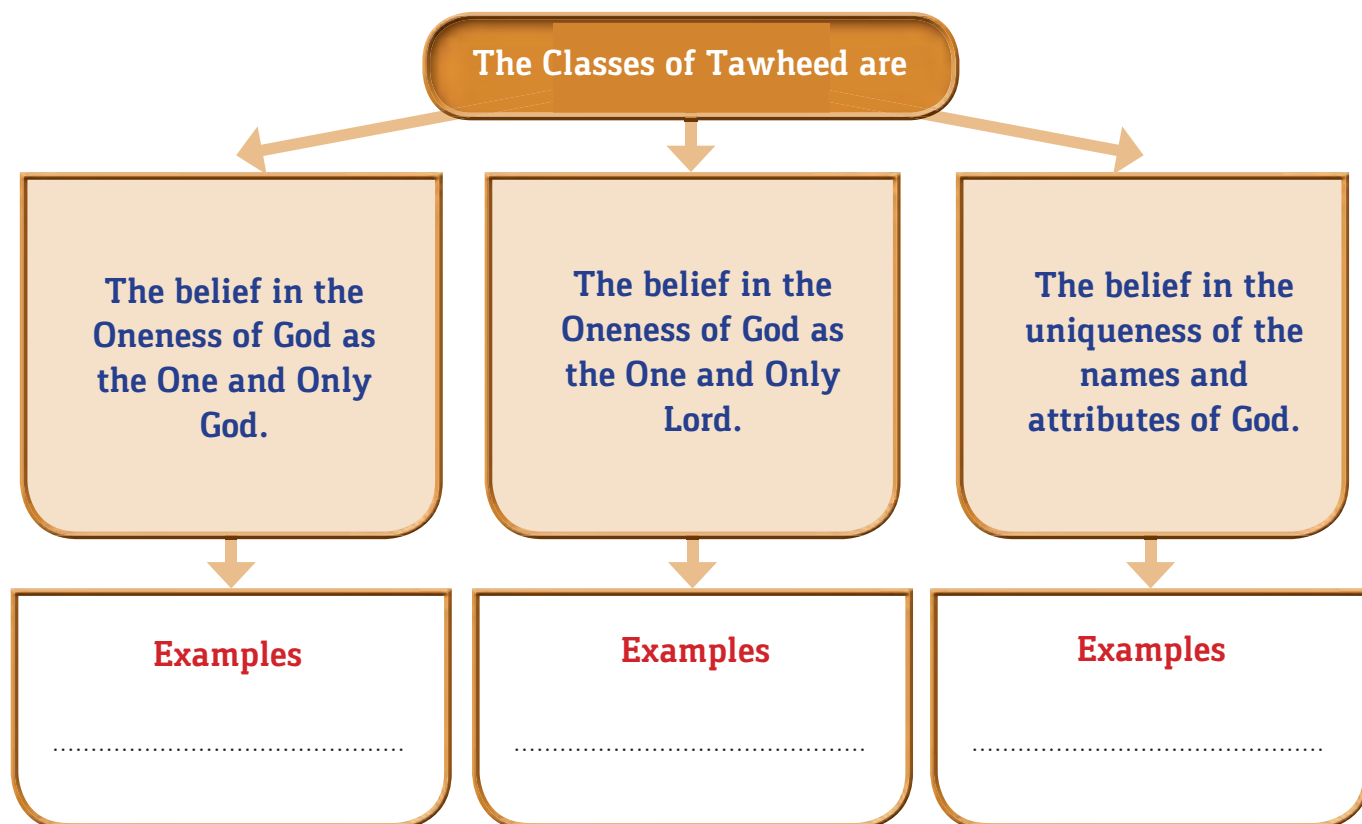 The Classes of Tawheed are
The belief in the
Oneness of God as
the One and Only
God.
The belief in the
Oneness of God as
the One and Only
Lord.
The belief in the
uniqueness of the
names and
attributes of God.
Examples
..............................................
Examples
..............................................
Examples
..............................................